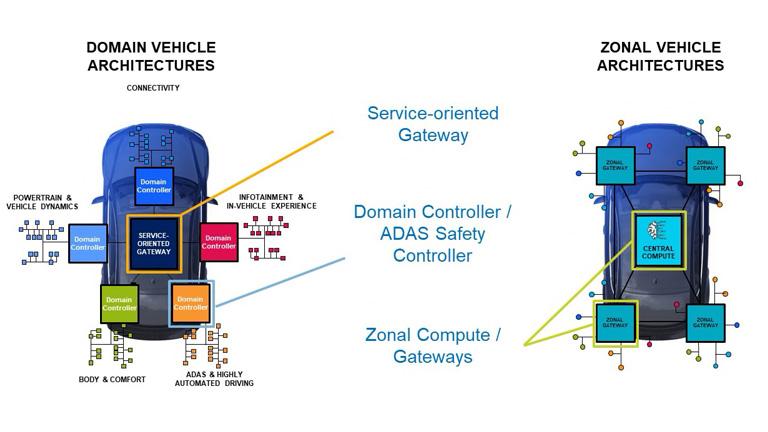 DOMAIN VEHICLE
ARCHITECTURES
CONNECTIVITY
Domain
Controller
POWERTRAIN &
VEHICLE DYNAMICS
Domain
Controller
SERVICE-
ORIENTED
GATEWAY
Domain
Controller
INFOTAINMENT &
IN-VEHICLE EXPERIENCE
Domain
Controller
Domain
Controller
BODY & COMFORT
ADAS & HIGHLY
AUTOMATED DRIVING
Service-oriented
Gateway
Domain Controller /
ADAS Safety
Controller
Zonal Compute /
Gateways
ZONAL VEHICLE
ARCHITECTURES
ZONAL
GATEWAY
ZONAL
GATEWAY
CENTRAL
COMPUTE
ZONAL
GATEWAY
ZONAL
GATEWAY